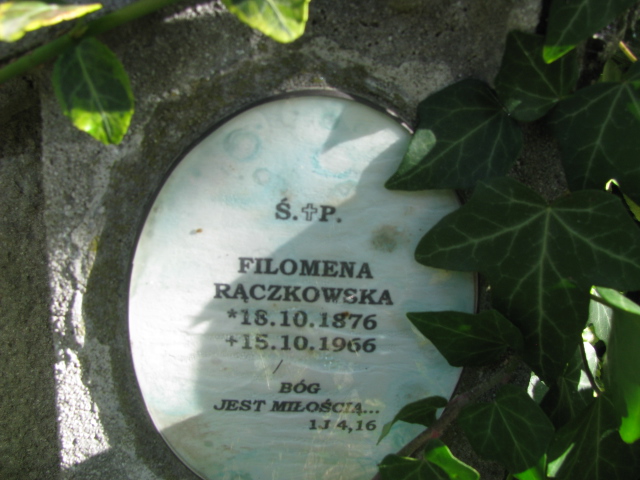 Ś.✝P.
FILOMENA
RĄCZKOWSKA
*18.10.1876
+15.10.1966
BÓG
JEST MIŁOŚCIĄ...
1J 4,16